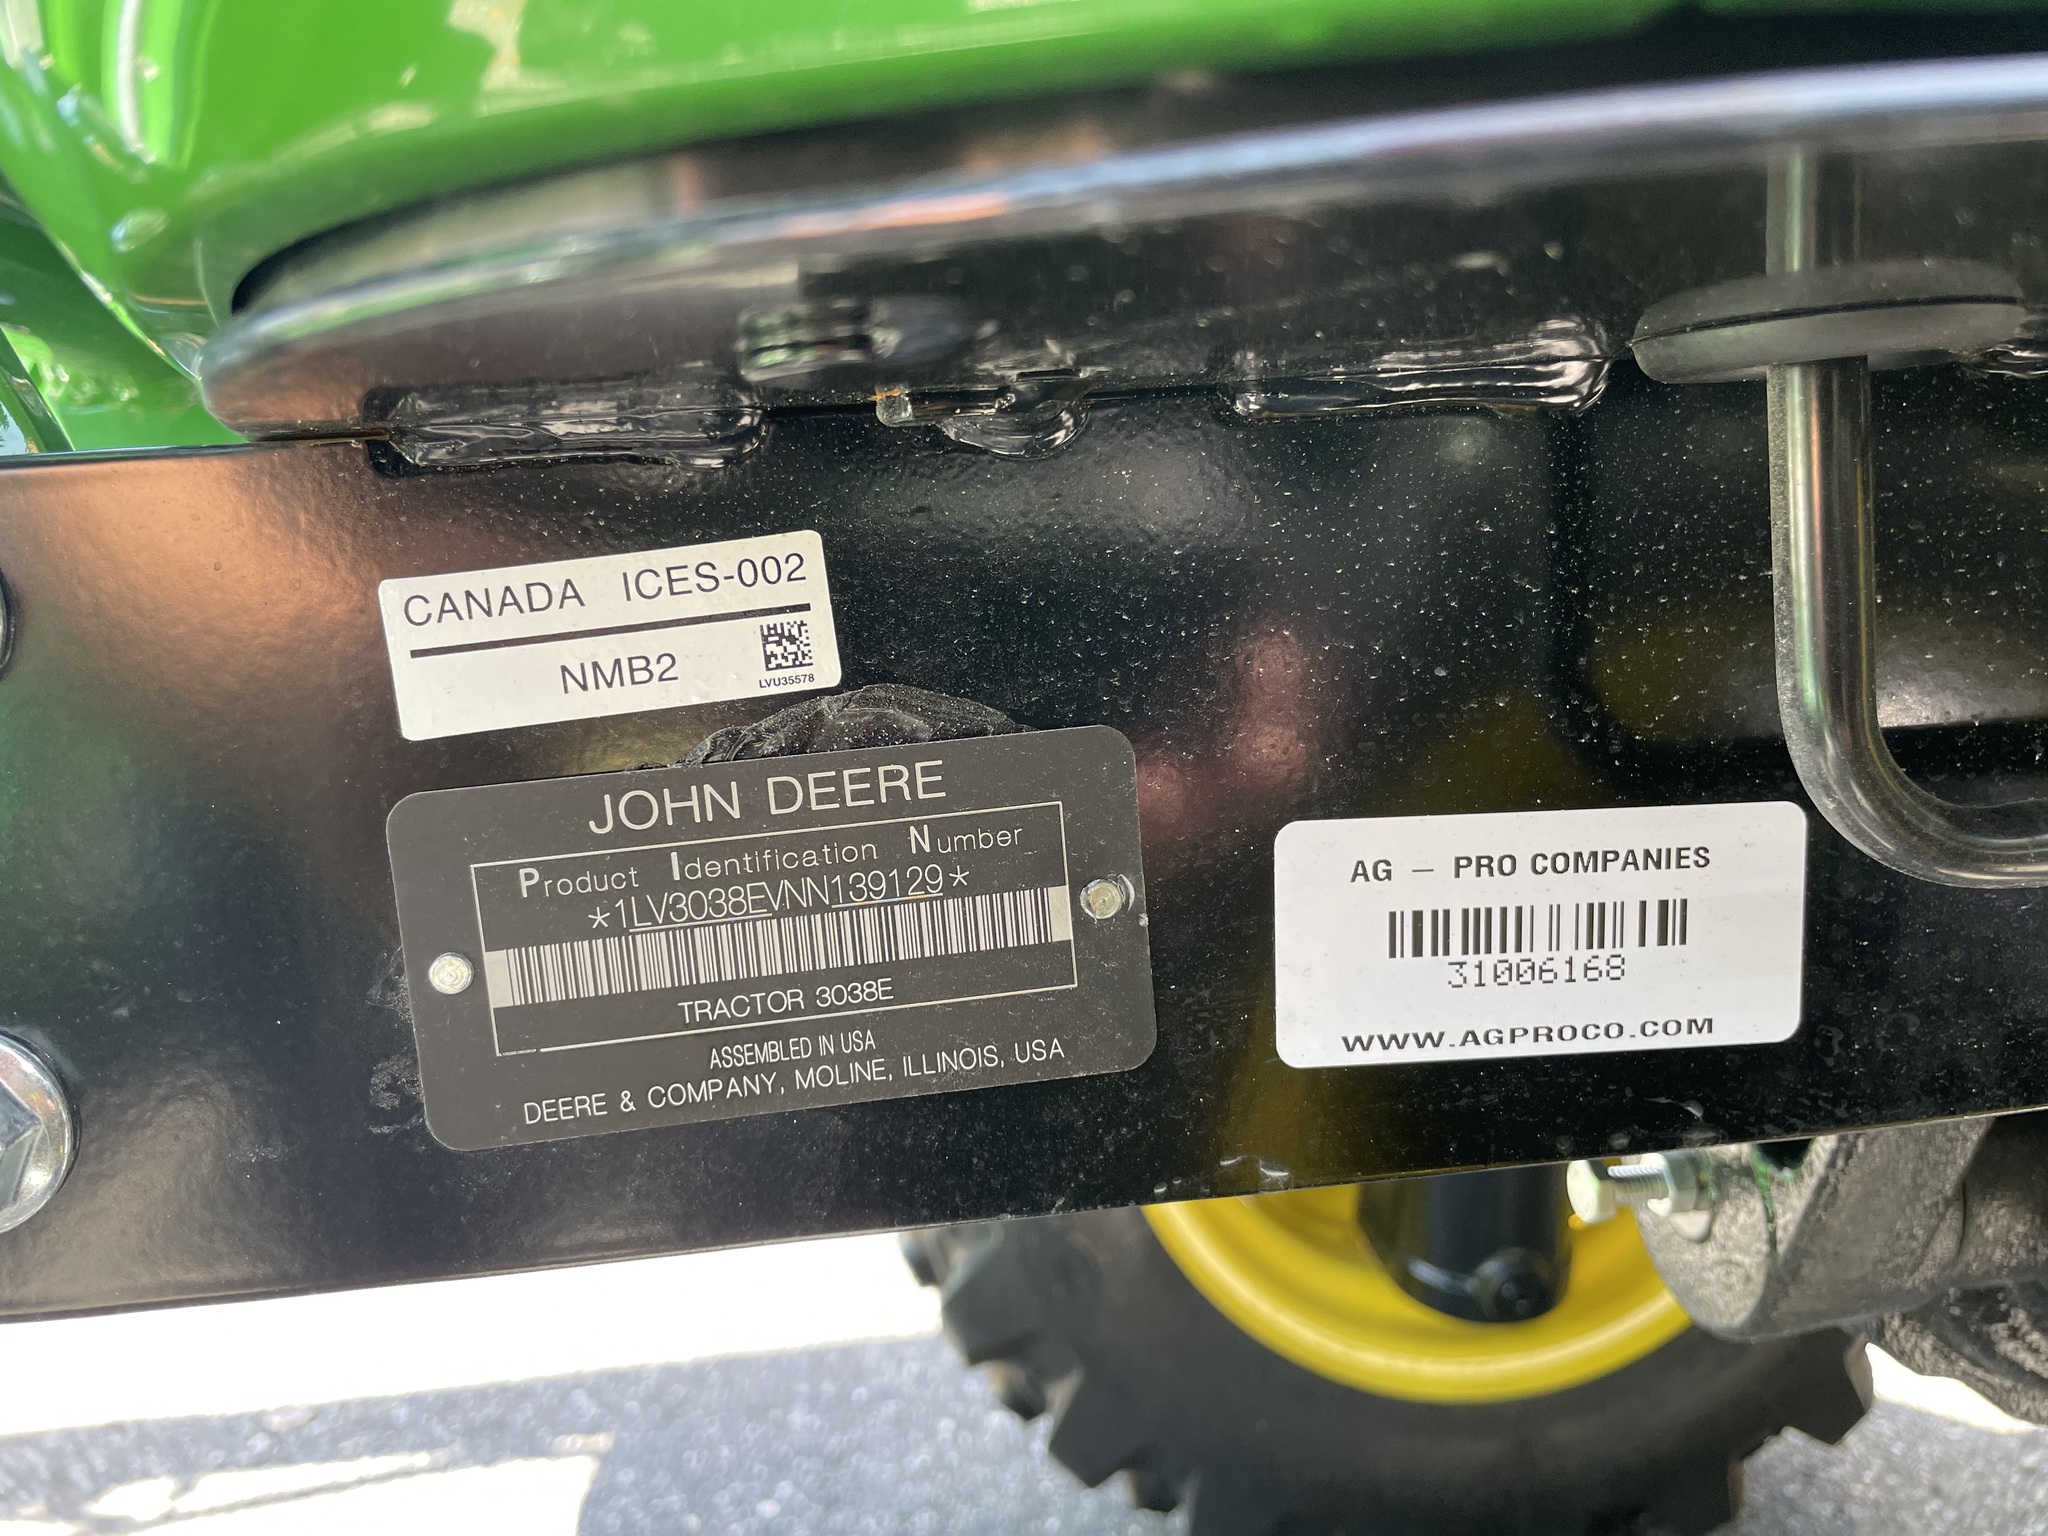 CANADA ICES-002
NMB2
LVU35578
JOHN DEERE
Product Identification Number
*1LV3038EVNN139129*
TRACTOR 3038E
ASSEMBLED IN USA
DEERE & COMPANY, MOLINE, ILLINOIS, USA
AG – PRO COMPANIES
31006168
WWW.AGPROCO.COM